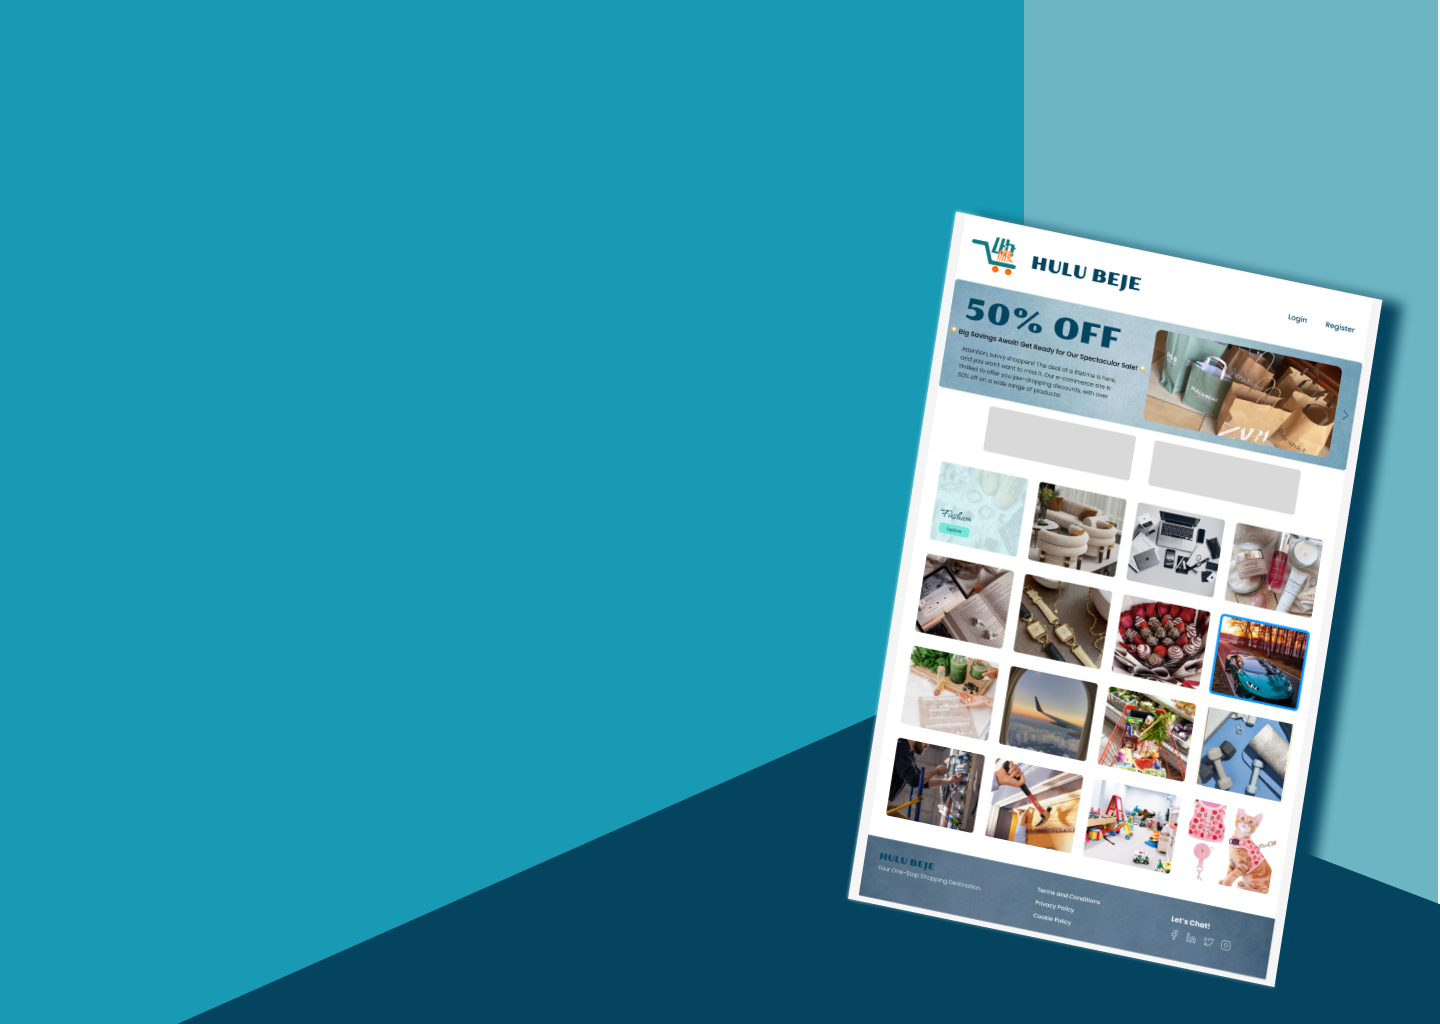 HULU BEJE
Login
Register
50% OFF
Big Savings Await! Get Ready for Our Spectacular Sale!
Attention, savvy shoppers! The deal of a lifetime is here,
and you won't want to miss it. Our e-commerce site is
thrilled to offer you jaw-dropping discounts, with over
50% off on a wide range of products!
PULL&BEAR
Fashion
Explore
HULU BEJE
Your One-Stop Shopping Destination.
Terms and Conditions
Privacy Policy
Cookie Policy
Let's Chat!